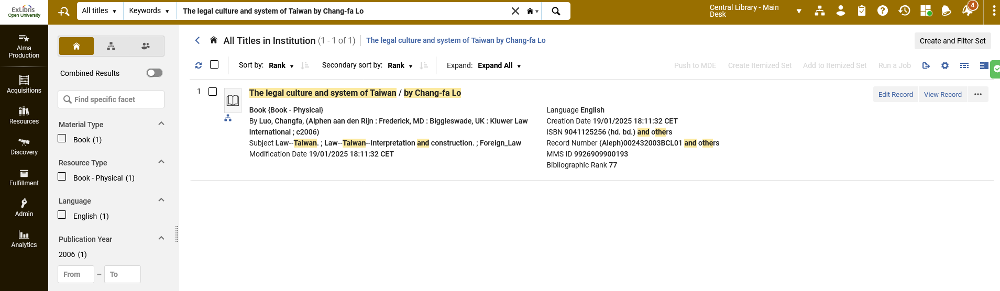 ExLibris
Open University
All titles
Keywords
The legal culture and system of Taiwan by Chang-fa Lo
Central Library - Main
Desk
4
Alma
Production
Acquisitions
Resources
Discovery
Fulfillment
Admin
Analytics
Combined Results
Find specific facet
Material Type
Book (1)
Resource Type
Book - Physical (1)
Language
English (1)
Publication Year
2006 (1)
From – To
All Titles in Institution (1 - 1 of 1) The legal culture and system of Taiwan by Chang-fa Lo
Create and Filter Set
Sort by: Rank Secondary sort by: Rank Expand: Expand All
Push to MDE Create Itemized Set Add to Itemized Set Run a Job
1
The legal culture and system of Taiwan / by Chang-fa Lo
Edit Record View Record
Book {Book - Physical}
By Luo, Changfa, (Alphen aan den Rijn : Frederick, MD : Biggleswade, UK : Kluwer Law
International ; c2006)
Subject Law--Taiwan. ; Law--Taiwan--Interpretation and construction. ; Foreign_Law
Modification Date 19/01/2025 18:11:32 CET
Language English
Creation Date 19/01/2025 18:11:32 CET
ISBN 9041125256 (hd. bd.) and others
Record Number (Aleph)002432003BCL01 and others
MMS ID 9926909900193
Bibliographic Rank 77